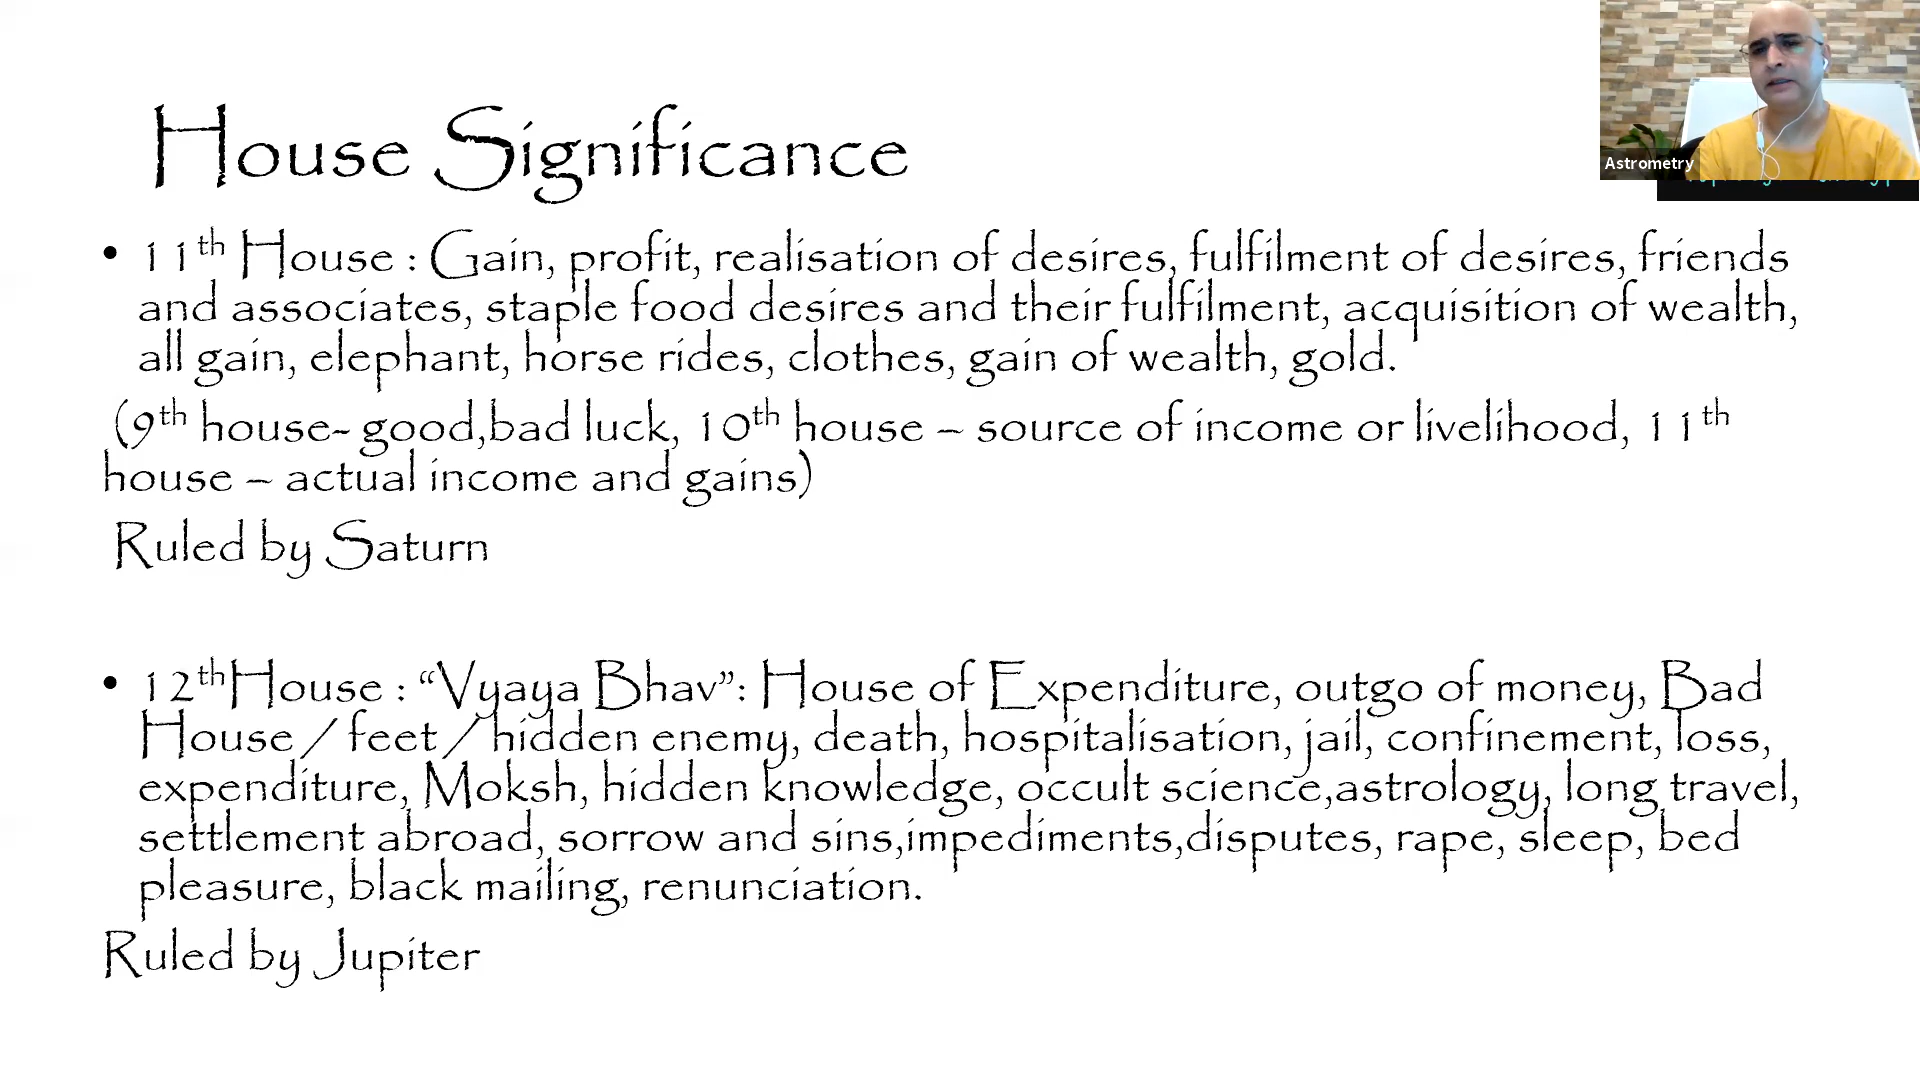 House Significance
Astrometry
• 11th House : Gain, profit, realisation of desires, fulfilment of desires, friends
and associates, staple food desires and their fulfilment, acquisition of wealth,
all gain, elephant, horse rides, clothes, gain of wealth, gold.
(9th house- good,bad luck, 10th house – source of income or livelihood, 11th
house – actual income and gains)
Ruled by Saturn
• 12thHouse : “Vyaya Bhav”: House of Expenditure, outgo of money, Bad
House/feet/hidden enemy, death, hospitalisation, jail, confinement, loss,
expenditure, Moksh, hidden knowledge, occult science,astrology, long travel,
settlement abroad, sorrow and sins,impediments,disputes, rape, sleep, bed
pleasure, black mailing, renunciation.
Ruled by Jupiter